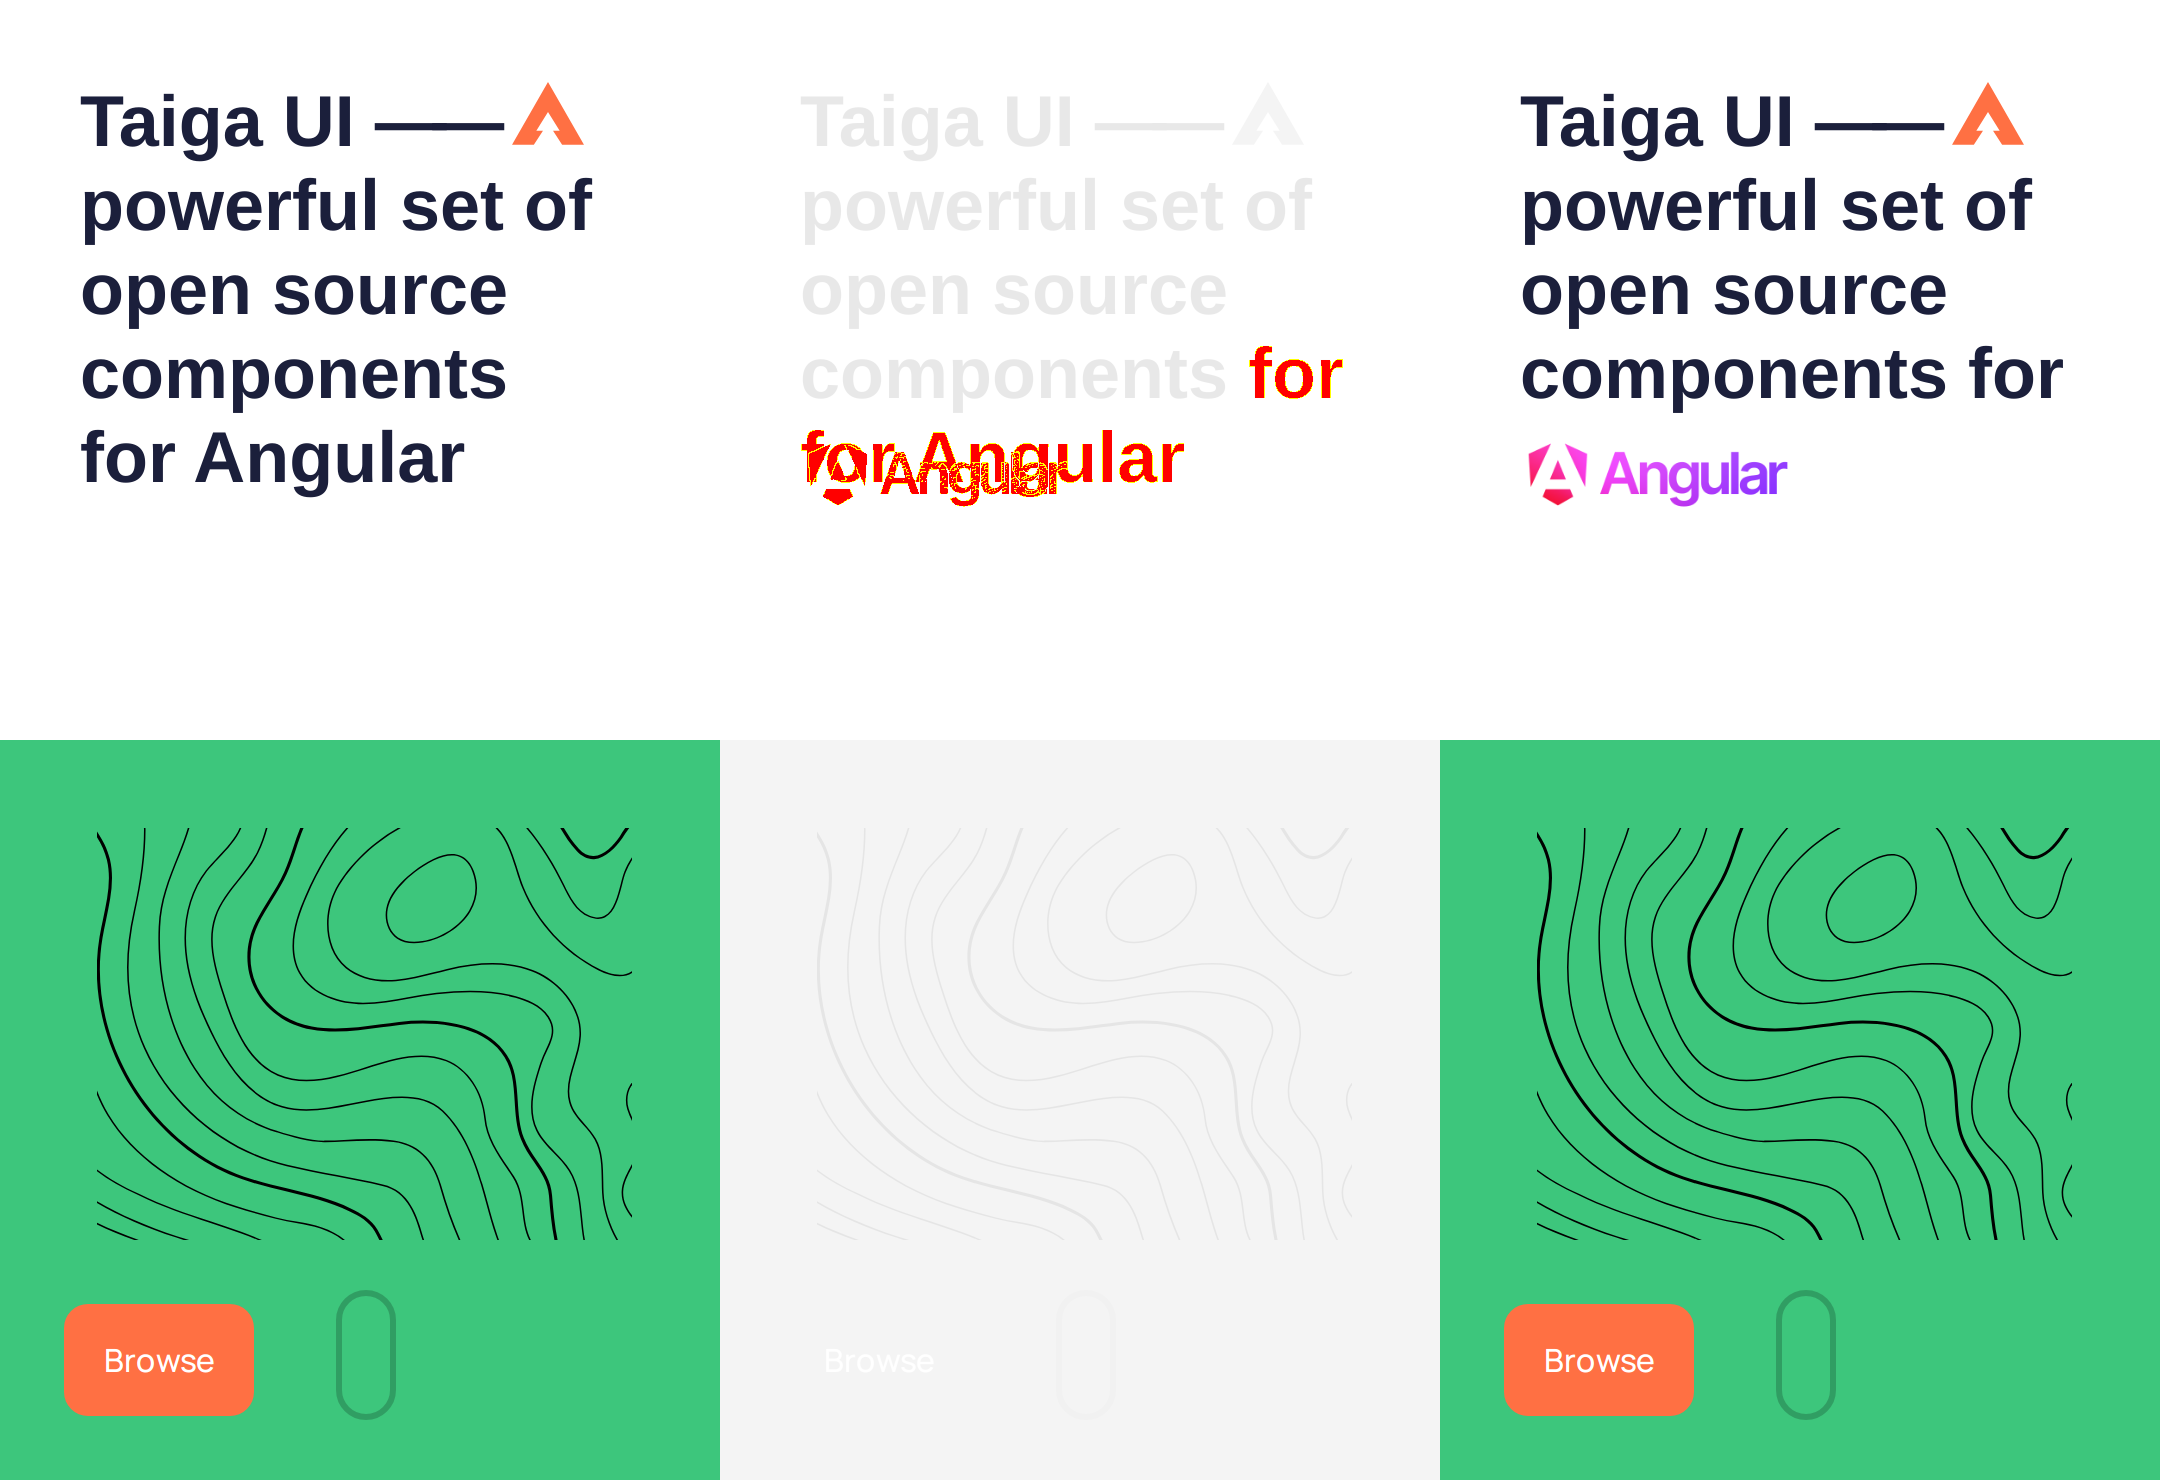 Taiga UI ——
powerful set of
open source
components
for Angular
Taiga UI ——
powerful set of
open source
components for
for Angular
Angular
Taiga UI ——
powerful set of
open source
components for
Angular
Browse
Browse
Browse